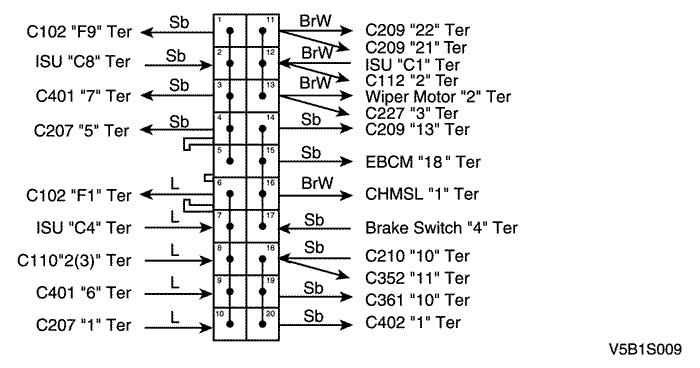 Sb 1 11 BrW C209 "22" Ter
C102 "F9" Ter
C209 "21" Ter
ISU "C8" Ter Sb 2 12 BrW ISU "C1" Ter
C112 "2" Ter
C401 "7" Ter Sb 3 13 BrW Wiper Motor "2" Ter
C227 "3" Ter
C207 "5" Ter Sb 4 14 Sb C209 "13" Ter
5 15 Sb EBCM "18" Ter
C102 "F1" Ter L 6 16 BrW CHMSL "1" Ter
ISU "C4" Ter L 7 17 Sb Brake Switch "4" Ter
C110"2(3)" Ter L 8 18 Sb C210 "10" Ter
C352 "11" Ter
C401 "6" Ter L 9 19 Sb C361 "10" Ter
C207 "1" Ter L 10 20 Sb C402 "1" Ter
V5B1S009